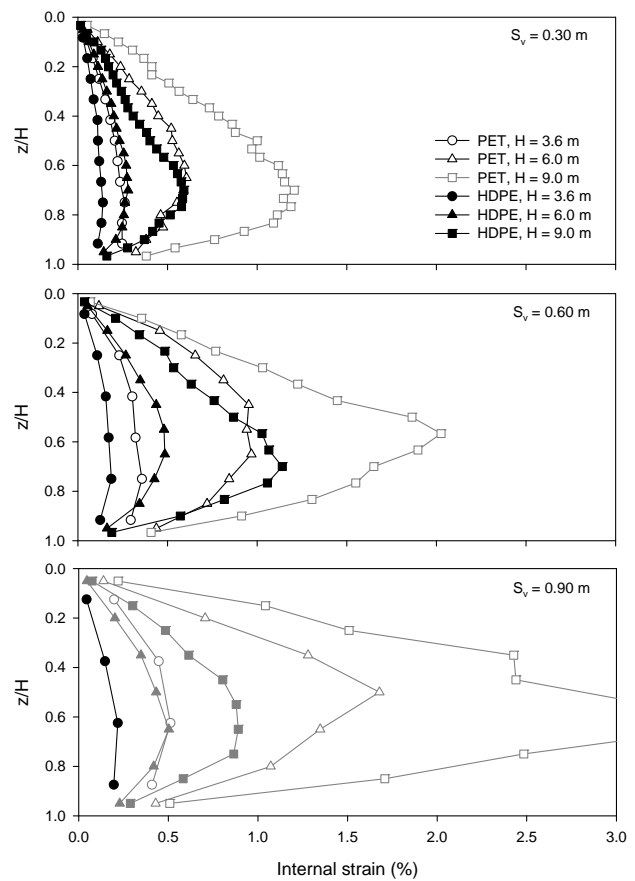 S_v = 0.30 m
0.0
0.2
0.4
0.6
0.8
1.0
z/H
PET, H = 3.6 m
PET, H = 6.0 m
PET, H = 9.0 m
HDPE, H = 3.6 m
HDPE, H = 6.0 m
HDPE, H = 9.0 m
S_v = 0.60 m
0.0
0.2
0.4
0.6
0.8
1.0
z/H
S_v = 0.90 m
0.0
0.2
0.4
0.6
0.8
1.0
z/H
0.0 0.5 1.0 1.5 2.0 2.5 3.0
Internal strain (%)